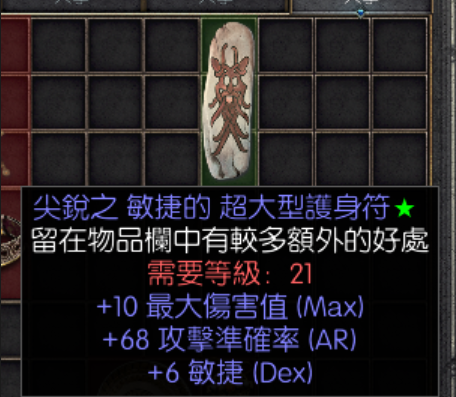 尖銳之 敏捷的 超大型護身符★
留在物品欄中有較多額外的好處
需要等級: 21
+10 最大傷害值 (Max)
+68 攻擊準確率 (AR)
+6 敏捷 (Dex)